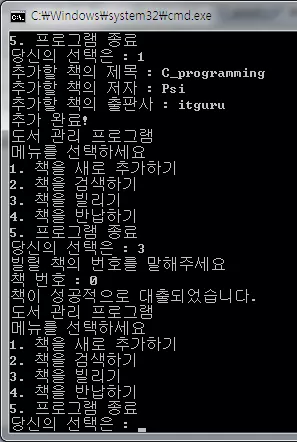 C:\Windows\system32\cmd.exe
5. 프로그램 종료
당신의 선택은 : 1
추가할 책의 제목 : C_programming
추가할 책의 저자 : Psi
추가할 책의 출판사 : itguru
추가 완료!
도서 관리 프로그램
메뉴를 선택하세요
1. 책을 새로 추가하기
2. 책을 검색하기
3. 책을 빌리기
4. 책을 반납하기
5. 프로그램 종료
당신의 선택은 : 3
빌릴 책의 번호를 말해주세요
책 번호 : 0
책이 성공적으로 대출되었습니다.
도서 관리 프로그램
메뉴를 선택하세요
1. 책을 새로 추가하기
2. 책을 검색하기
3. 책을 빌리기
4. 책을 반납하기
5. 프로그램 종료
당신의 선택은 : _